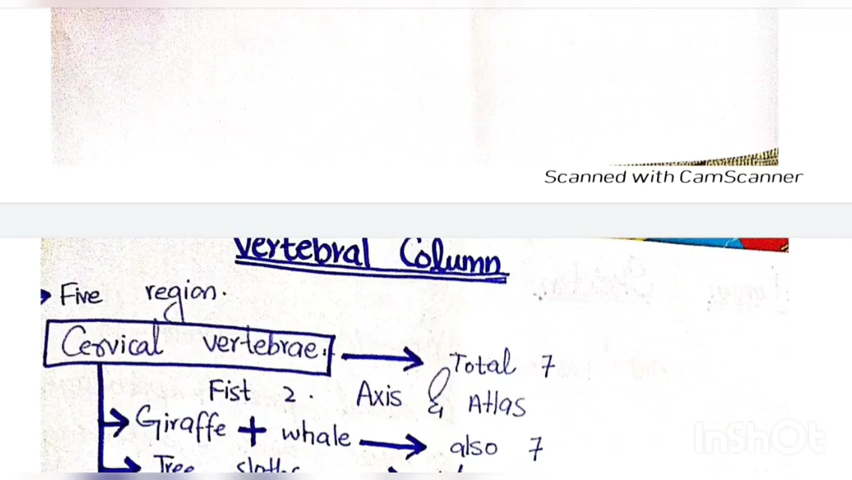 Scanned with CamScanner
Vertebral Column
Five region.
Cervical vertebrae. → Total 7
Fist 2. Axis & Atlas
→ Giraffe + whale → also 7
→ Tree
InShOt